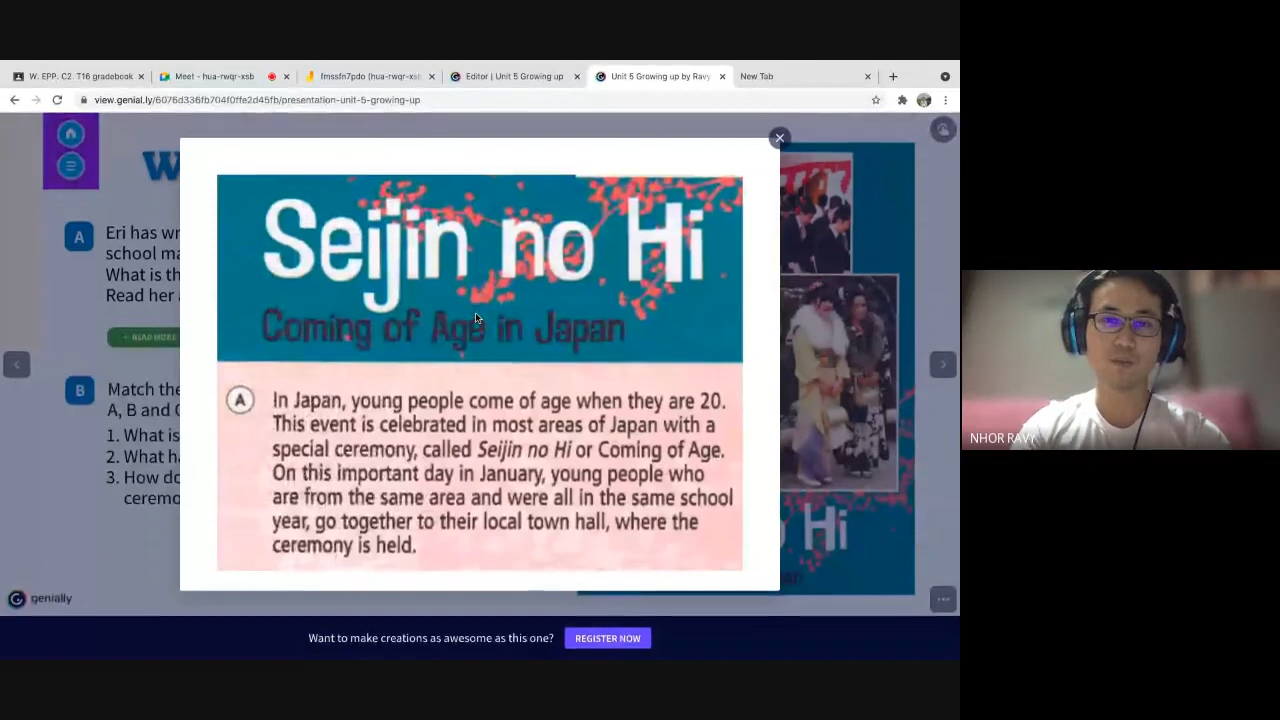 W. EPP. C2. T16 gradebook
Meet - hua-rwqr-xsb
fmssfn7pdo (hua-rwqr-xsb
Editor | Unit 5 Growing up
Unit 5 Growing up by Ravy
New Tab
view.genial.ly/6076d336fb704f0ffe2d45fb/presentation-unit-5-growing-up
W
A
Eri has wr
school ma
What is th
Read her
+ READ MORE
B
Match the
A, B and
1. What is
2. What h
3. How do
ceremo
Seijin no Hi
Coming of Age in Japan
A
In Japan, young people come of age when they are 20.
This event is celebrated in most areas of Japan with a
special ceremony, called Seijin no Hi or Coming of Age.
On this important day in January, young people who
are from the same area and were all in the same school
year, go together to their local town hall, where the
ceremony is held.
Hi
genially
Want to make creations as awesome as this one?
REGISTER NOW
NHOR RAVY